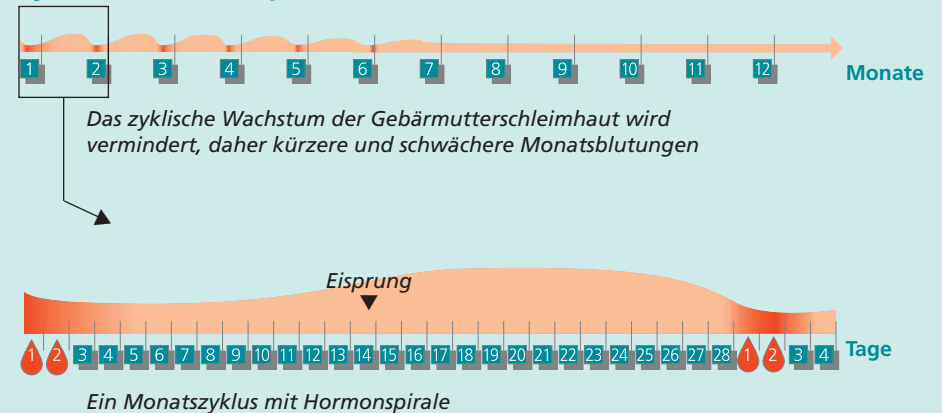 1 2 3 4 5 6 7 8 9 10 11 12
Monate
Das zyklische Wachstum der Gebärmutterschleimhaut wird
vermindert, daher kürzere und schwächere Monatsblutungen
Eisprung
1 2 3 4 5 6 7 8 9 10 11 12 13 14 15 16 17 18 19 20 21 22 23 24 25 26 27 28 1 2 3 4
Tage
Ein Monatszyklus mit Hormonspirale